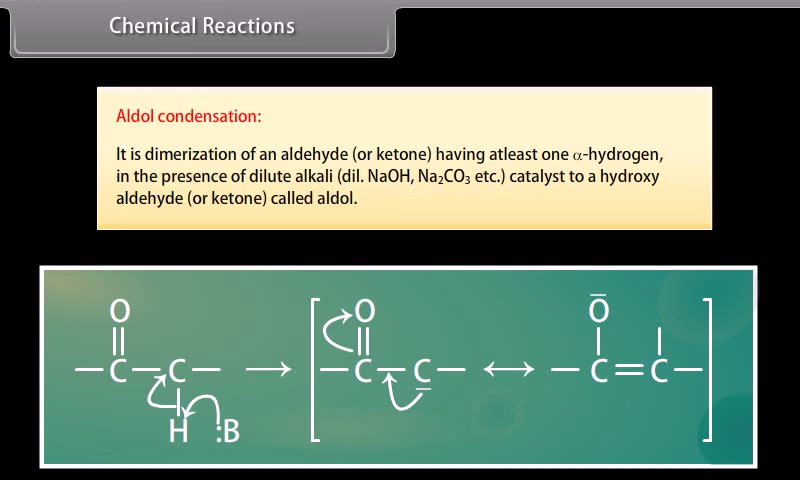 Chemical Reactions
Aldol condensation:
It is dimerization of an aldehyde (or ketone) having atleast one α-hydrogen,
in the presence of dilute alkali (dil. NaOH, Na₂CO₃ etc.) catalyst to a hydroxy
aldehyde (or ketone) called aldol.
O O O̅
C C C C C C
H :B